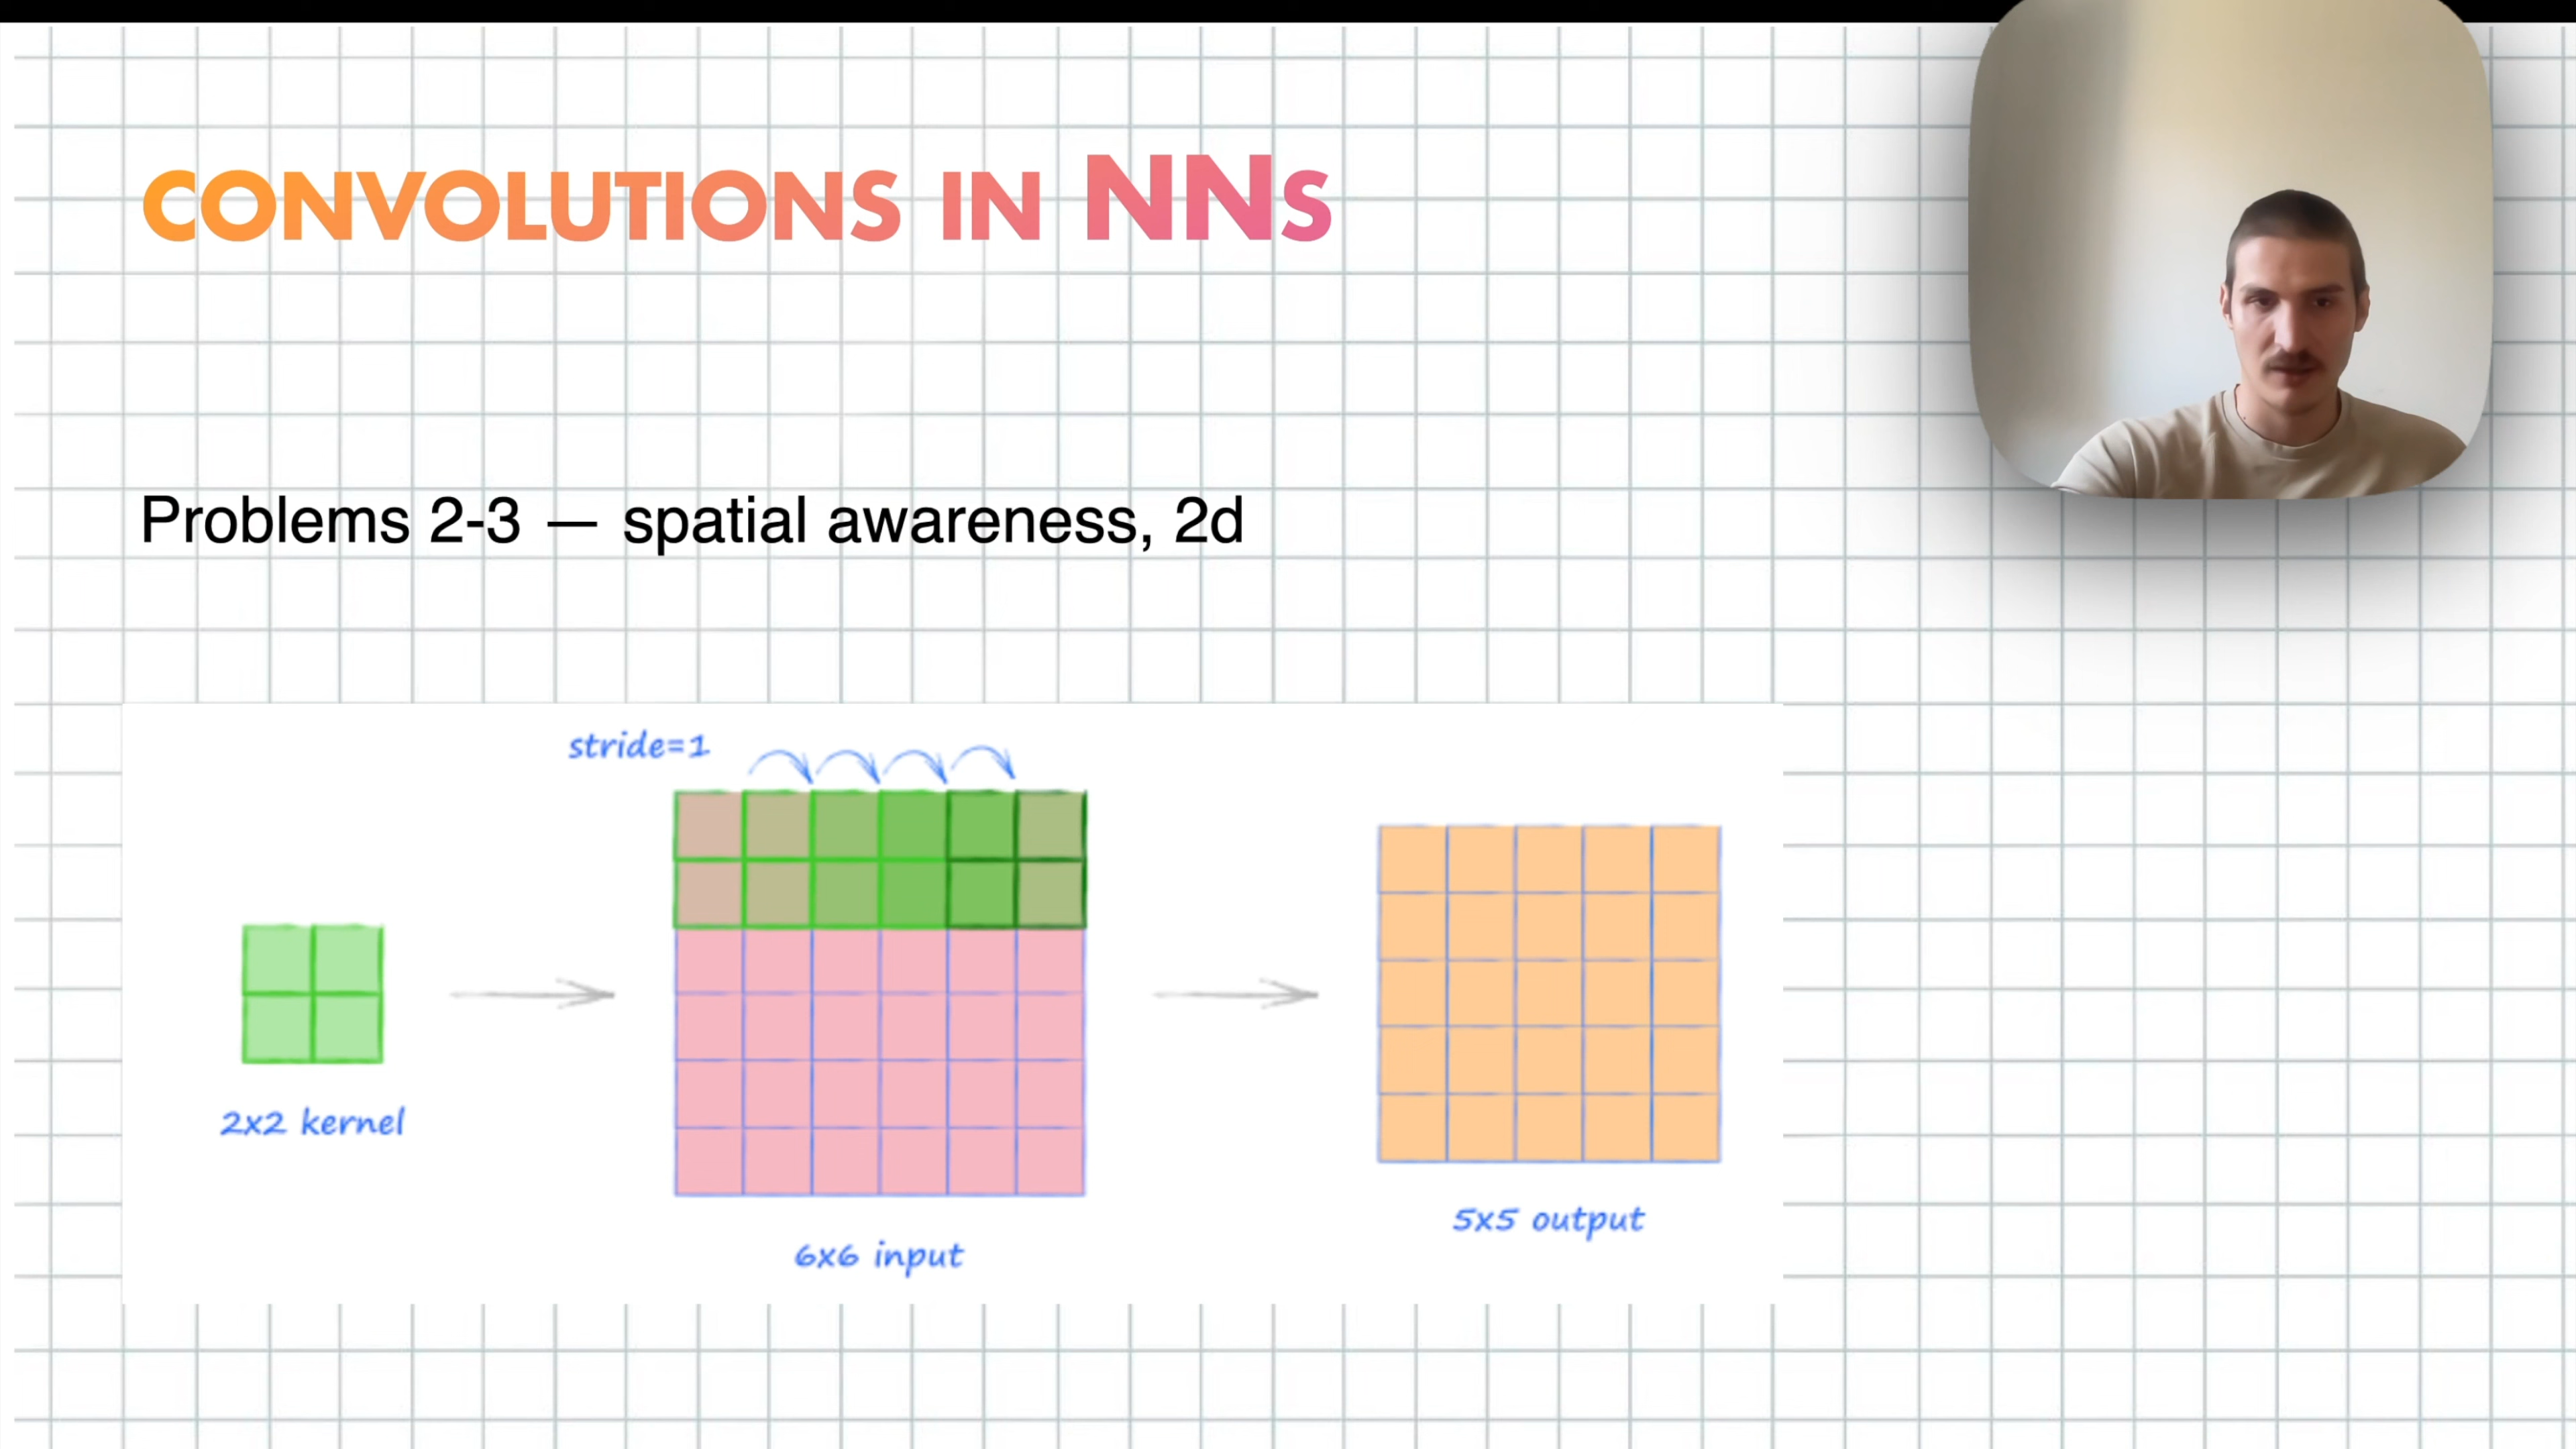 CONVOLUTIONS IN NNS
Problems 2-3 — spatial awareness, 2d
stride=1
2x2 kernel
6x6 input
5x5 output